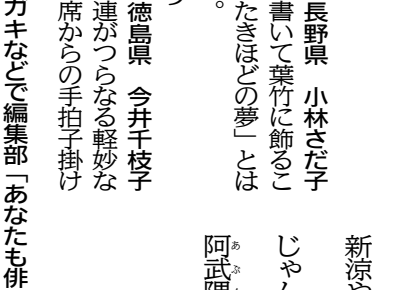 新涼や
じゃん
阿武隈
長野県　小林さだ子
書いて葉竹に飾るこ
たきほどの夢」とは
。
徳島県　今井千枝子
連がつらなる軽妙な
席からの手拍子掛け
ガキなどで編集部「あなたも俳